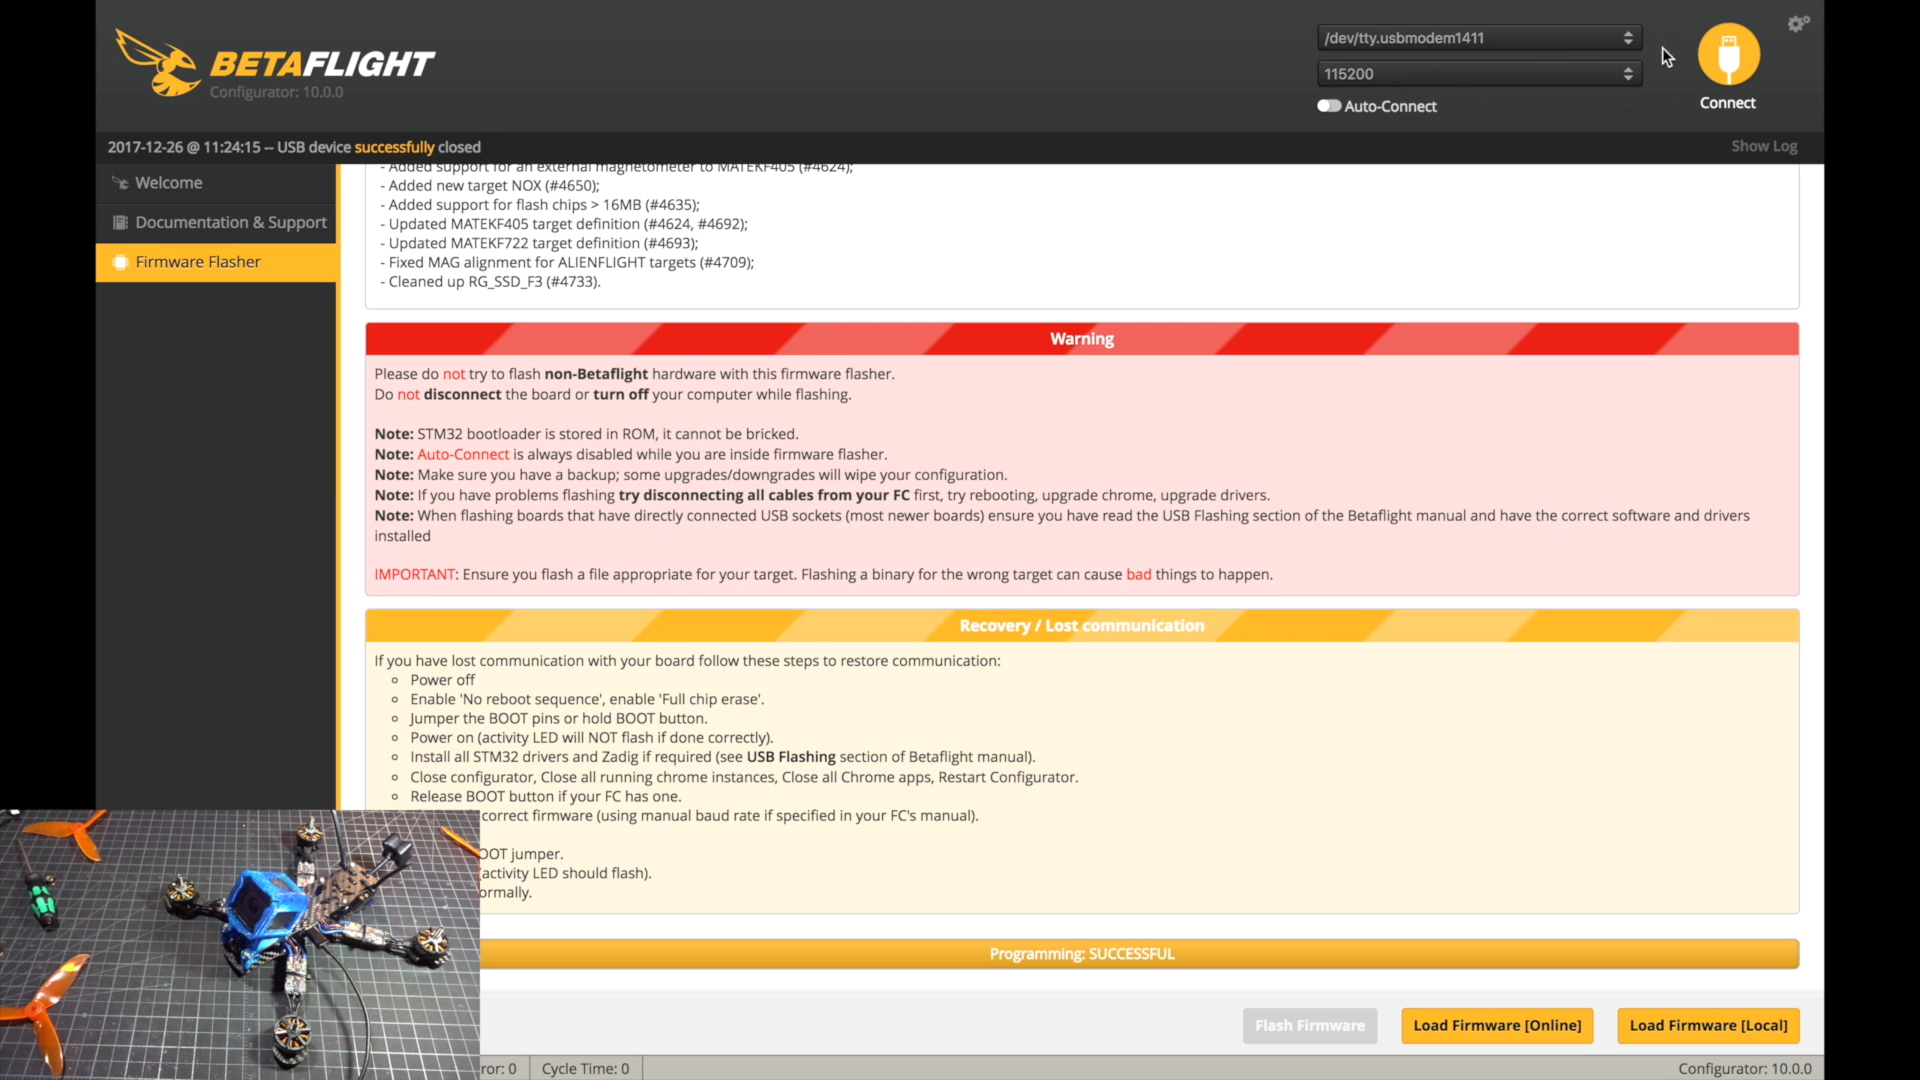 BETAFLIGHT
Configurator: 10.0.0
/dev/tty.usbmodem1411
115200
Auto-Connect
Connect
2017-12-26 @ 11:24:15 -- USB device successfully closed
Show Log
Welcome
Documentation & Support
Firmware Flasher
- Added support for an external magnetometer to MATEKF405 (#4624);
- Added new target NOX (#4650);
- Added support for flash chips > 16MB (#4635);
- Updated MATEKF405 target definition (#4624, #4692);
- Updated MATEKF722 target definition (#4693);
- Fixed MAG alignment for ALIENFLIGHT targets (#4709);
- Cleaned up RG_SSD_F3 (#4733).
Warning
Please do not try to flash non-Betaflight hardware with this firmware flasher.
Do not disconnect the board or turn off your computer while flashing.
Note: STM32 bootloader is stored in ROM, it cannot be bricked.
Note: Auto-Connect is always disabled while you are inside firmware flasher.
Note: Make sure you have a backup; some upgrades/downgrades will wipe your configuration.
Note: If you have problems flashing try disconnecting all cables from your FC first, try rebooting, upgrade chrome, upgrade drivers.
Note: When flashing boards that have directly connected USB sockets (most newer boards) ensure you have read the USB Flashing section of the Betaflight manual and have the correct software and drivers
installed
IMPORTANT: Ensure you flash a file appropriate for your target. Flashing a binary for the wrong target can cause bad things to happen.
Recovery / Lost communication
If you have lost communication with your board follow these steps to restore communication:
Power off
Enable 'No reboot sequence', enable 'Full chip erase'.
Jumper the BOOT pins or hold BOOT button.
Power on (activity LED will NOT flash if done correctly).
Install all STM32 drivers and Zadig if required (see USB Flashing section of Betaflight manual).
Close configurator, Close all running chrome instances, Close all Chrome apps, Restart Configurator.
Release BOOT button if your FC has one.
correct firmware (using manual baud rate if specified in your FC's manual).
OOT jumper.
(activity LED should flash).
ormally.
Programming: SUCCESSFUL
Flash Firmware
Load Firmware [Online]
Load Firmware [Local]
ror: 0
Cycle Time: 0
Configurator: 10.0.0